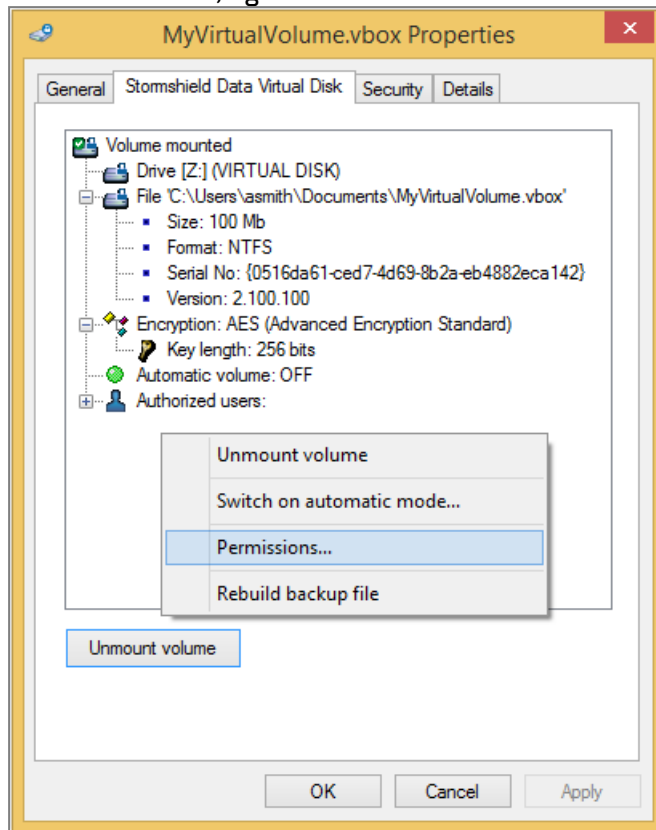 MyVirtualVolume.vbox Properties
General Stormshield Data Virtual Disk Security Details
Volume mounted
Drive [Z:] (VIRTUAL DISK)
File 'C:\Users\asmith\Documents\MyVirtualVolume.vbox'
Size: 100 Mb
Format: NTFS
Serial No: {0516da61-ced7-4d69-8b2a-eb4882eca142}
Version: 2.100.100
Encryption: AES (Advanced Encryption Standard)
Key length: 256 bits
Automatic volume: OFF
Authorized users:
Unmount volume
Switch on automatic mode...
Permissions...
Rebuild backup file
Unmount volume
OK Cancel Apply